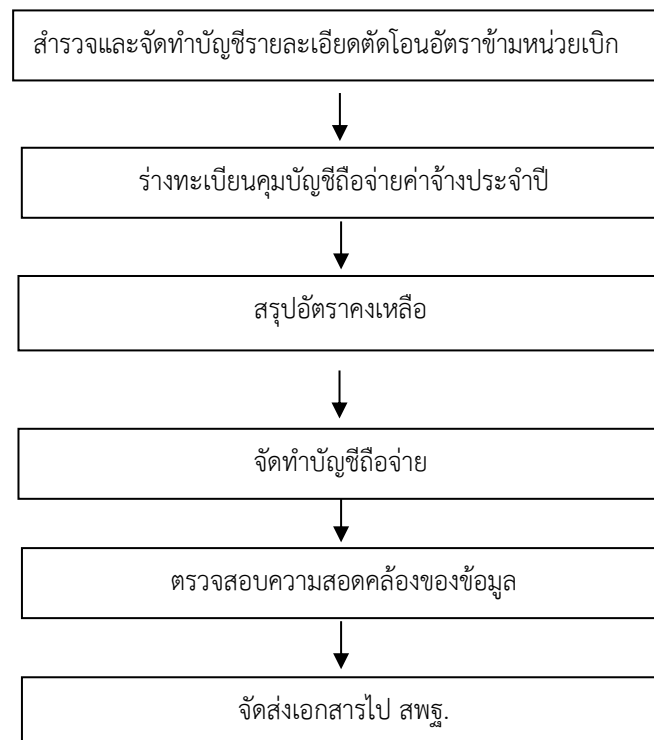 สำรวจและจัดทำบัญชีรายละเอียดตัดโอนอัตราข้ามหน่วยเบิก
ร่างทะเบียนคุมบัญชีถือจ่ายค่าจ้างประจำปี
สรุปอัตราคงเหลือ
จัดทำบัญชีถือจ่าย
ตรวจสอบความสอดคล้องของข้อมูล
จัดส่งเอกสารไป สพฐ.